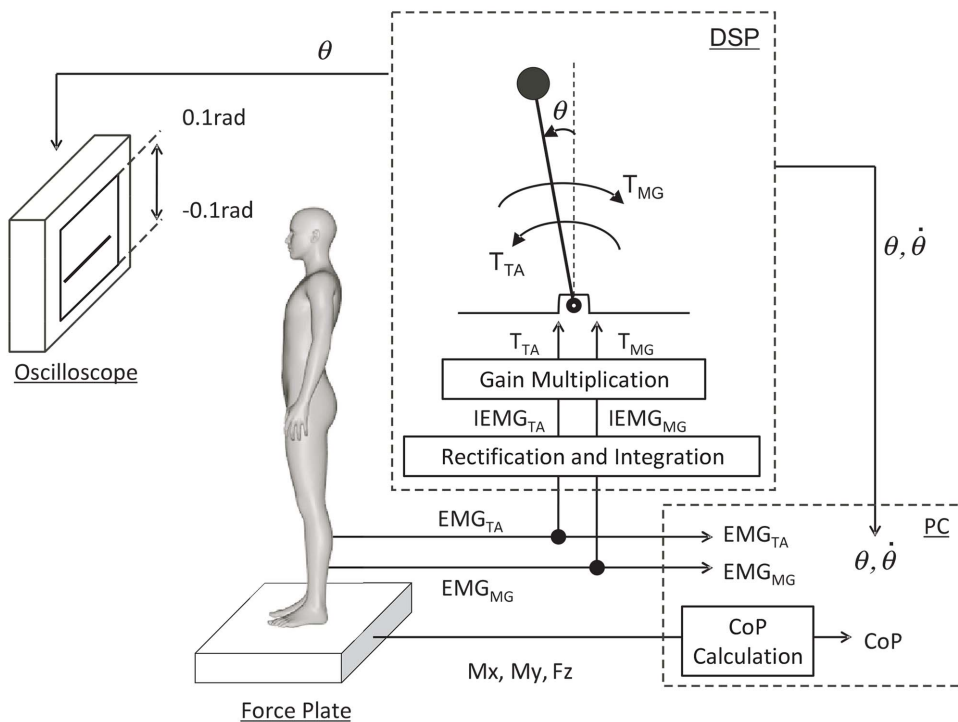 DSP
θ
0.1rad
-0.1rad
Oscilloscope
θ
T_MG
T_TA
θ, θ̇
T_TA T_MG
Gain Multiplication
IEMG_TA IEMG_MG
Rectification and Integration
EMG_TA
EMG_MG
PC
EMG_TA
EMG_MG
θ, θ̇
CoP
Calculation
CoP
Mx, My, Fz
Force Plate